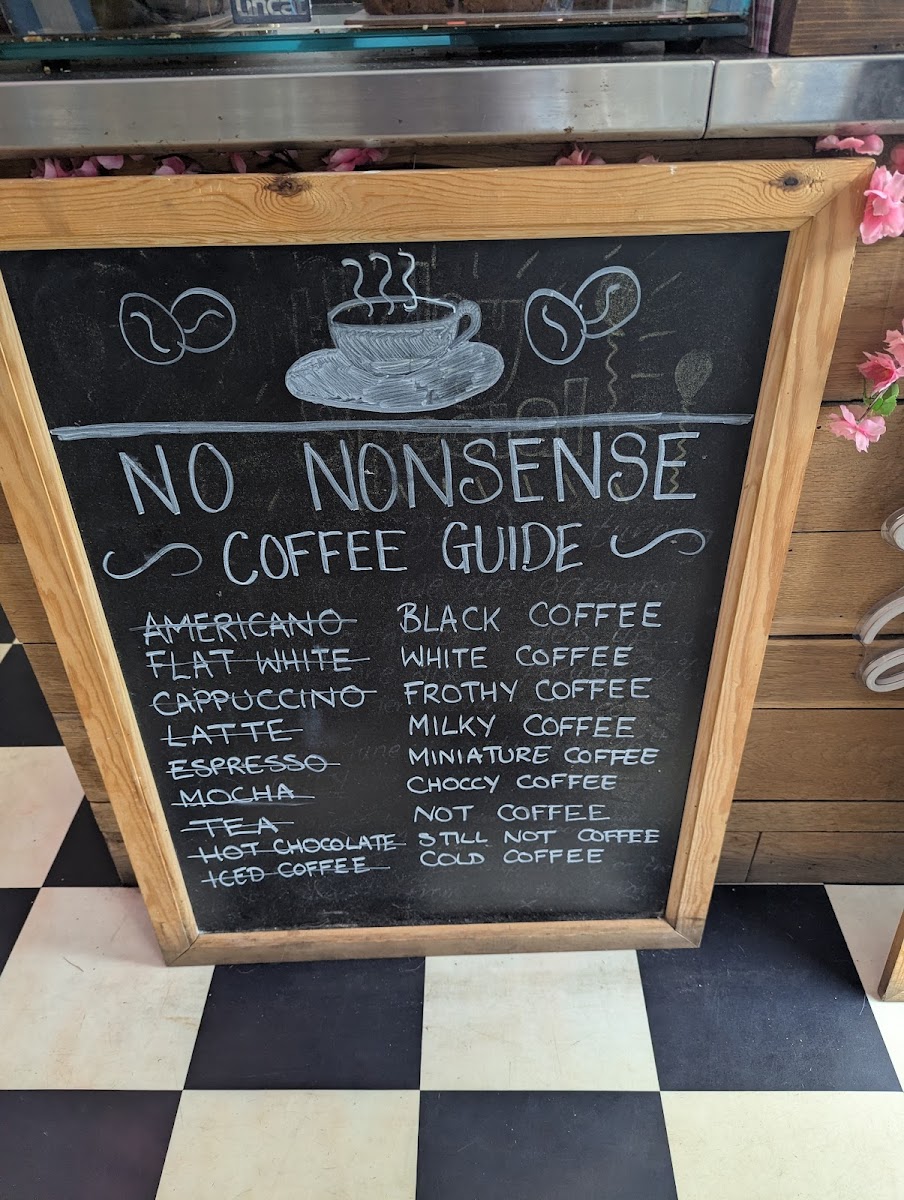 Lincat
NO NONSENSE
COFFEE GUIDE
AMERICANO BLACK COFFEE
FLAT WHITE WHITE COFFEE
CAPPUCCINO FROTHY COFFEE
LATTE MILKY COFFEE
ESPRESSO MINIATURE COFFEE
MOCHA CHOCCY COFFEE
TEA NOT COFFEE
HOT CHOCOLATE STILL NOT COFFEE
ICED COFFEE COLD COFFEE